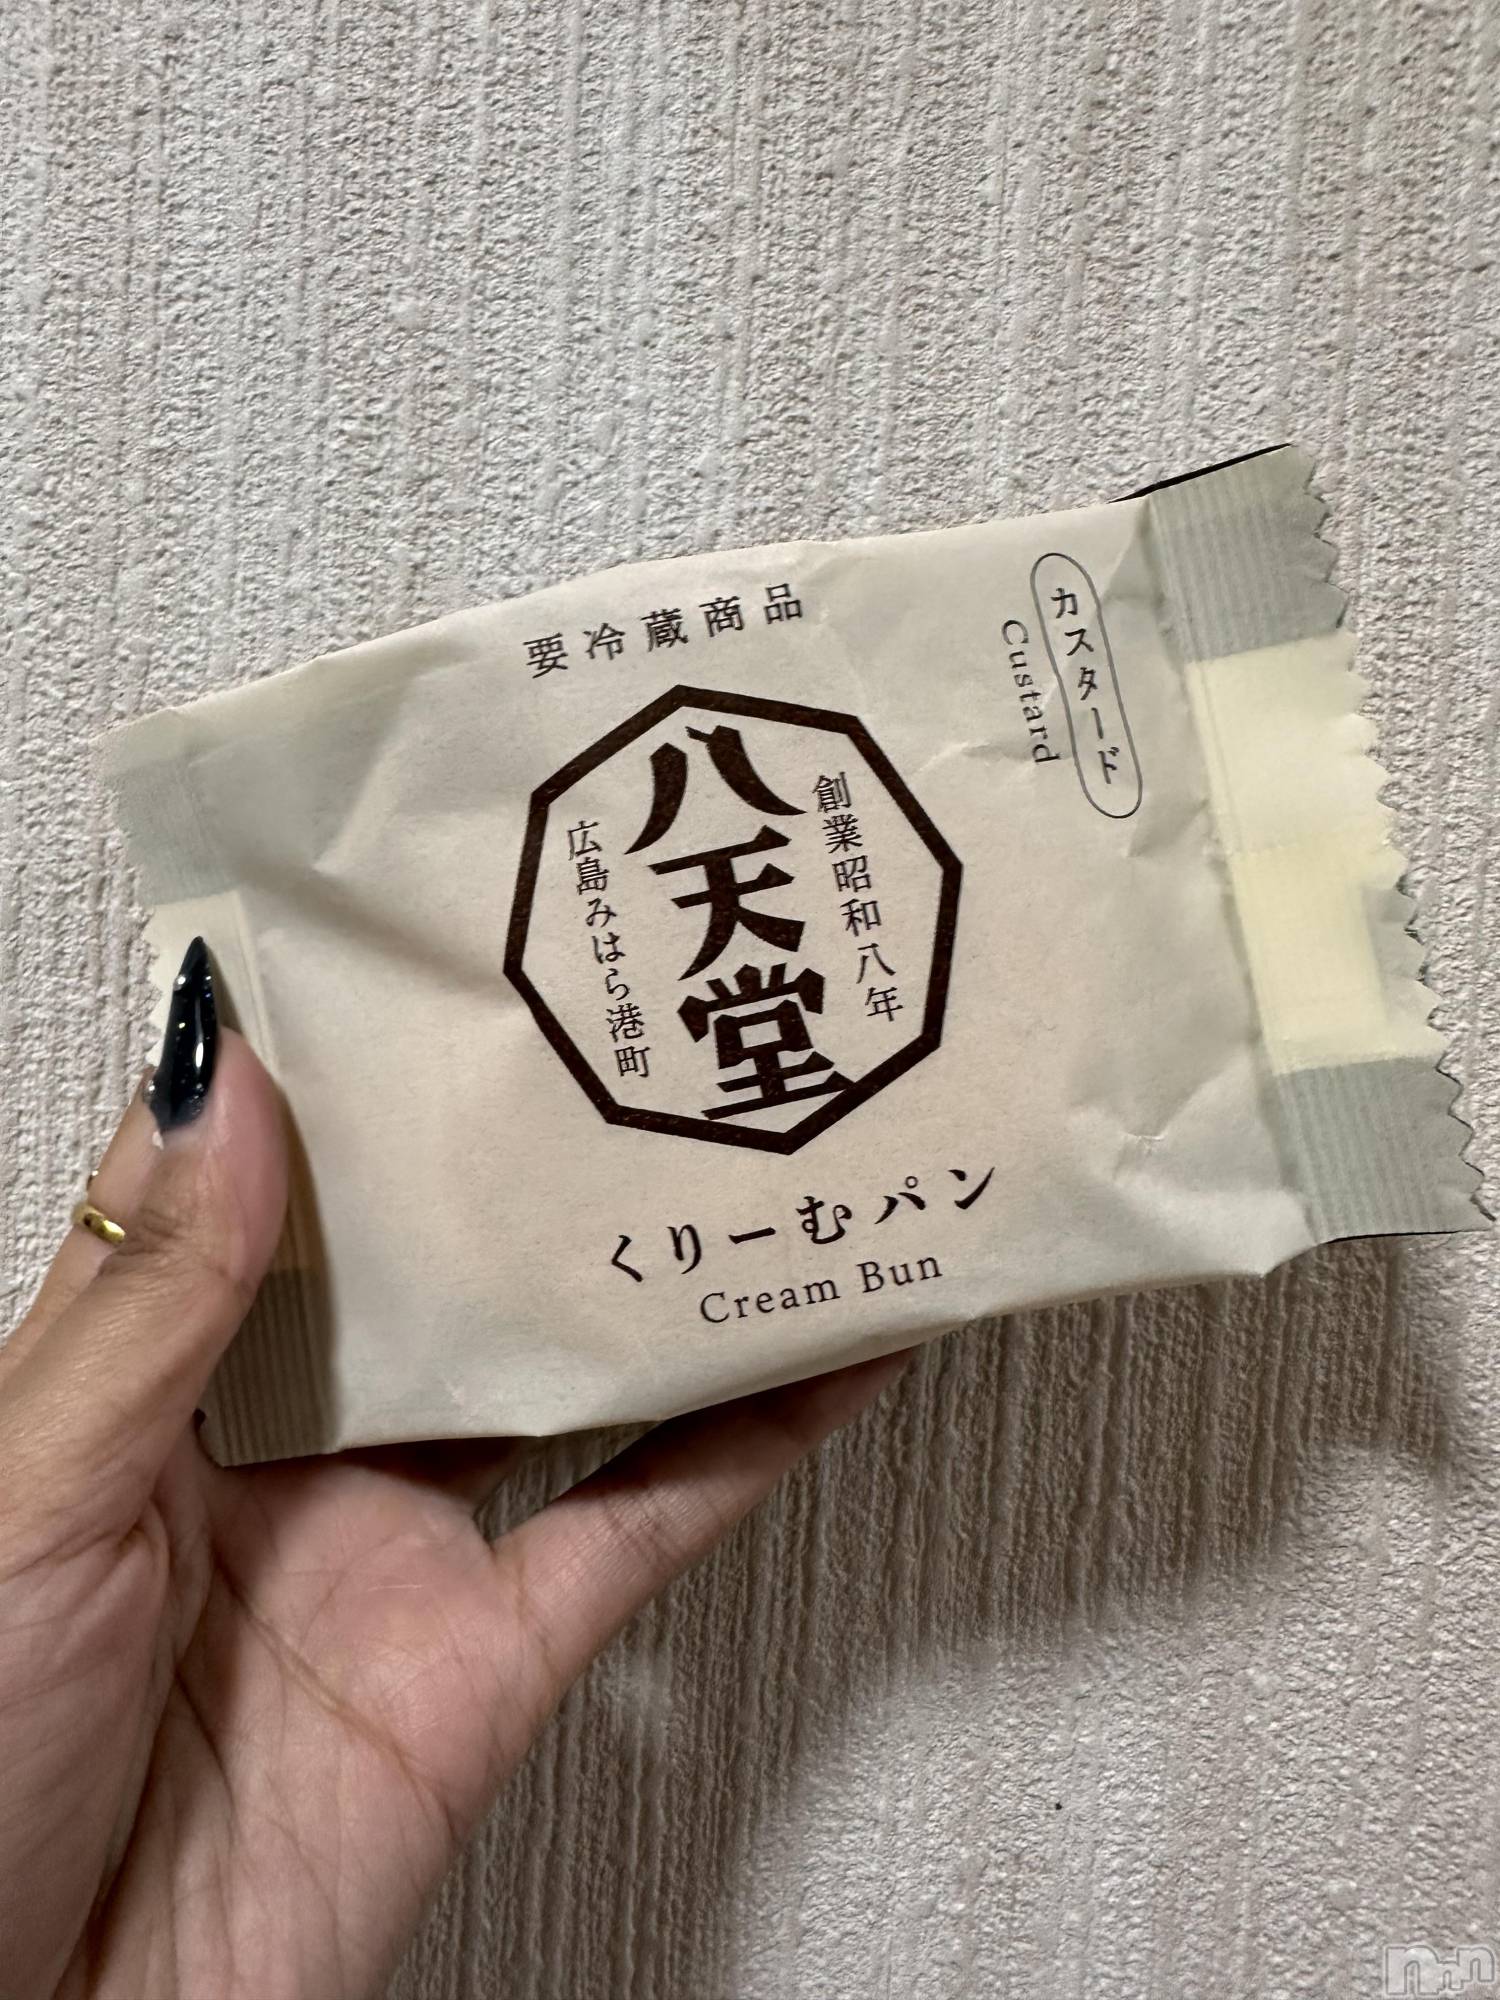 要冷蔵商品
カスタード
Custard
創業昭和八年
八天堂
広島みはら港町
くりーむパン
Cream Bun